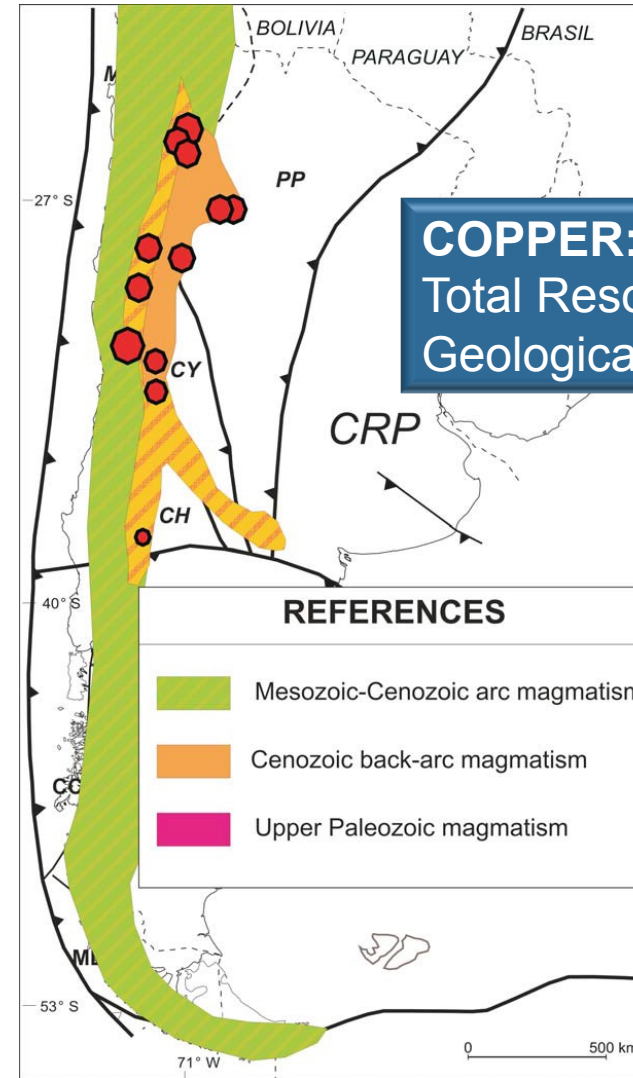 BOLIVIA
BRASIL
PARAGUAY
PP
27° S
COPPER:
Total Reso
Geologica
CY
CRP
CH
40° S
REFERENCES
Mesozoic-Cenozoic arc magmatism
Cenozoic back-arc magmatism
CC
Upper Paleozoic magmatism
53° S
71° W
0 500 km